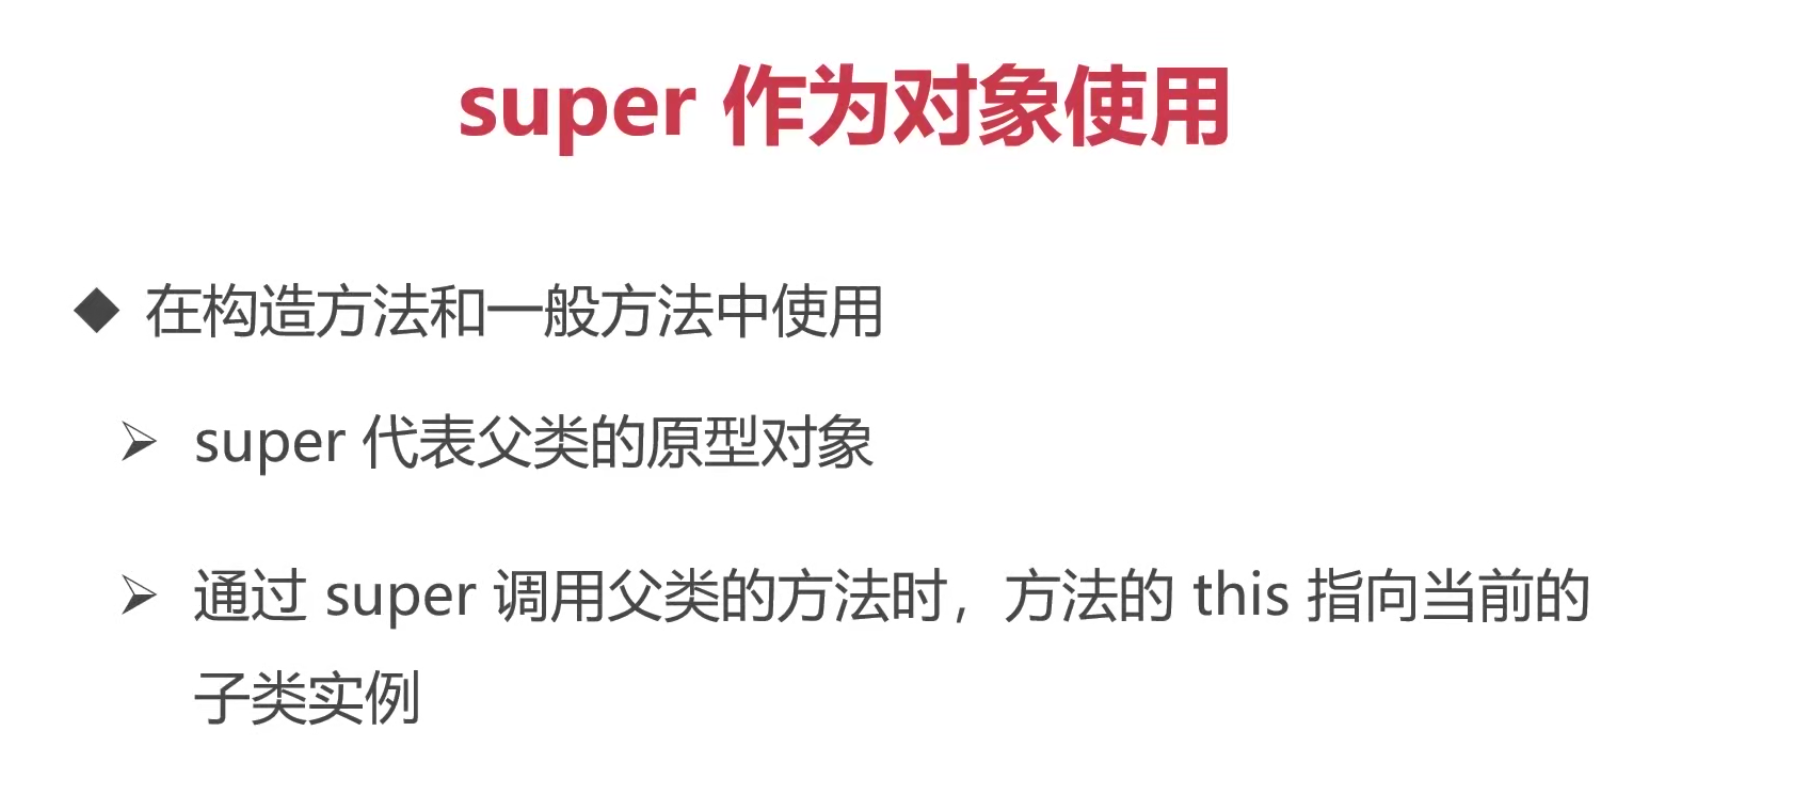 super 作为对象使用
◆ 在构造方法和一般方法中使用
➢ super 代表父类的原型对象
➢ 通过 super 调用父类的方法时，方法的 this 指向当前的
子类实例